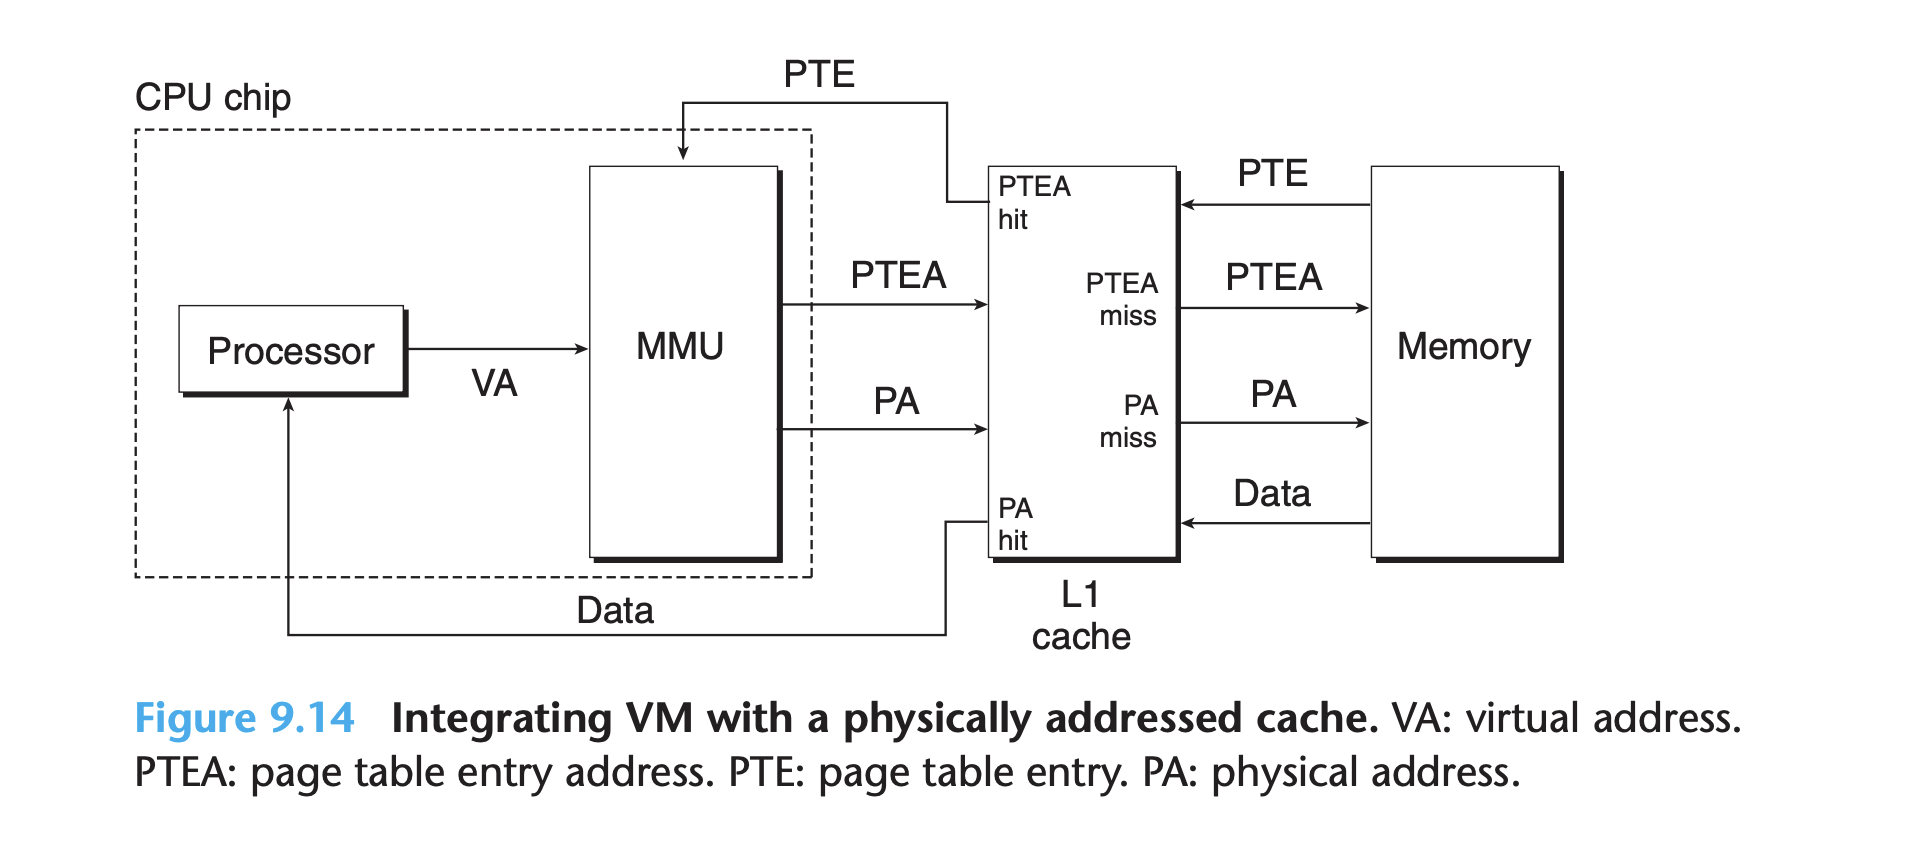 PTE
CPU chip
PTEA
hit
PTE
PTEA
PTEA
miss
PTEA
Processor
VA
MMU
Memory
PA
PA
miss
PA
PA
hit
Data
Data
L1
cache
Figure 9.14 Integrating VM with a physically addressed cache. VA: virtual address.
PTEA: page table entry address. PTE: page table entry. PA: physical address.